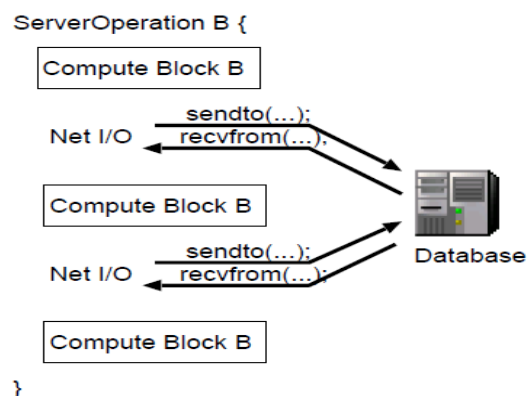 ServerOperation B {
Compute Block B
sendto(...);
Net I/O
recvfrom(...);
Compute Block B
sendto(...);
Database
Net I/O
recvfrom(...);
Compute Block B
}